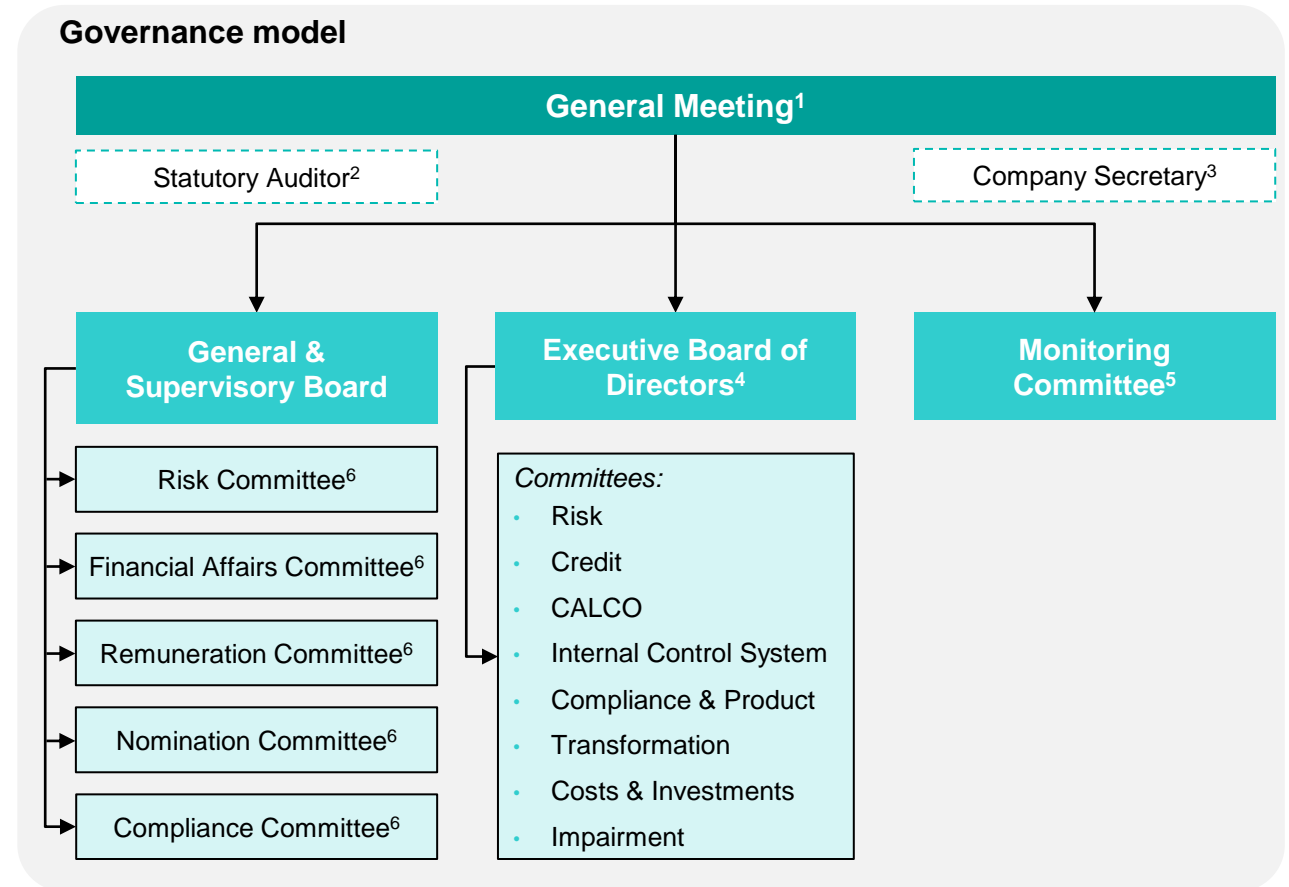 Governance model
General Meeting¹
Statutory Auditor²
Company Secretary³
General &
Supervisory Board
Executive Board of
Directors⁴
Monitoring
Committee⁵
Risk Committee⁶
Financial Affairs Committee⁶
Remuneration Committee⁶
Nomination Committee⁶
Compliance Committee⁶
Committees:
• Risk
• Credit
• CALCO
• Internal Control System
• Compliance & Product
• Transformation
• Costs & Investments
• Impairment